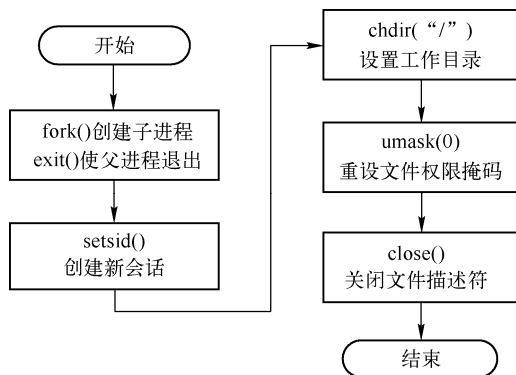 开始
fork()创建子进程
exit()使父进程退出
setsid()
创建新会话
chdir(“/”)
设置工作目录
umask(0)
重设文件权限掩码
close()
关闭文件描述符
结束